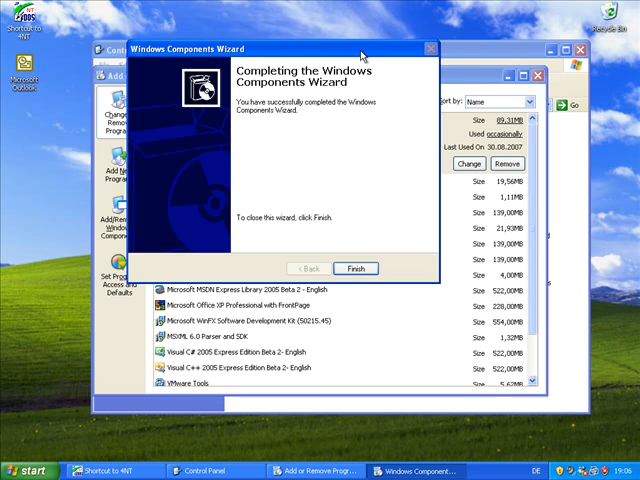 Shortcut to
4NT
Microsoft
Outlook
Recycle Bin
Control
Add or
Windows Components Wizard
Completing the Windows
Components Wizard
You have successfully completed the Windows
Components Wizard.
To close this wizard, click Finish.
< Back
Finish
Sort by:
Name
Go
Size
89,31MB
Used
occasionally
Last Used On
30.08.2007
Change
Remove
Add/Rem
Window
Compon
Set Progr
Access and
Defaults
Size 19,56MB
Size 1,11MB
Size 139,00MB
Size 21,93MB
Size 139,00MB
Size 139,00MB
Size 4,00MB
Microsoft MSDN Express Library 2005 Beta 2 - English Size 522,00MB
Microsoft Office XP Professional with FrontPage Size 228,00MB
Microsoft WinFX Software Development Kit (50215.45) Size 554,00MB
MSXML 6.0 Parser and SDK Size 1,32MB
Visual C# 2005 Express Edition Beta 2- English Size 522,00MB
Visual C++ 2005 Express Edition Beta 2- English Size 522,00MB
VMware Tools Size 5,62MB
start
Shortcut to 4NT
Control Panel
Add or Remove Progr...
Windows Component...
DE
19:06